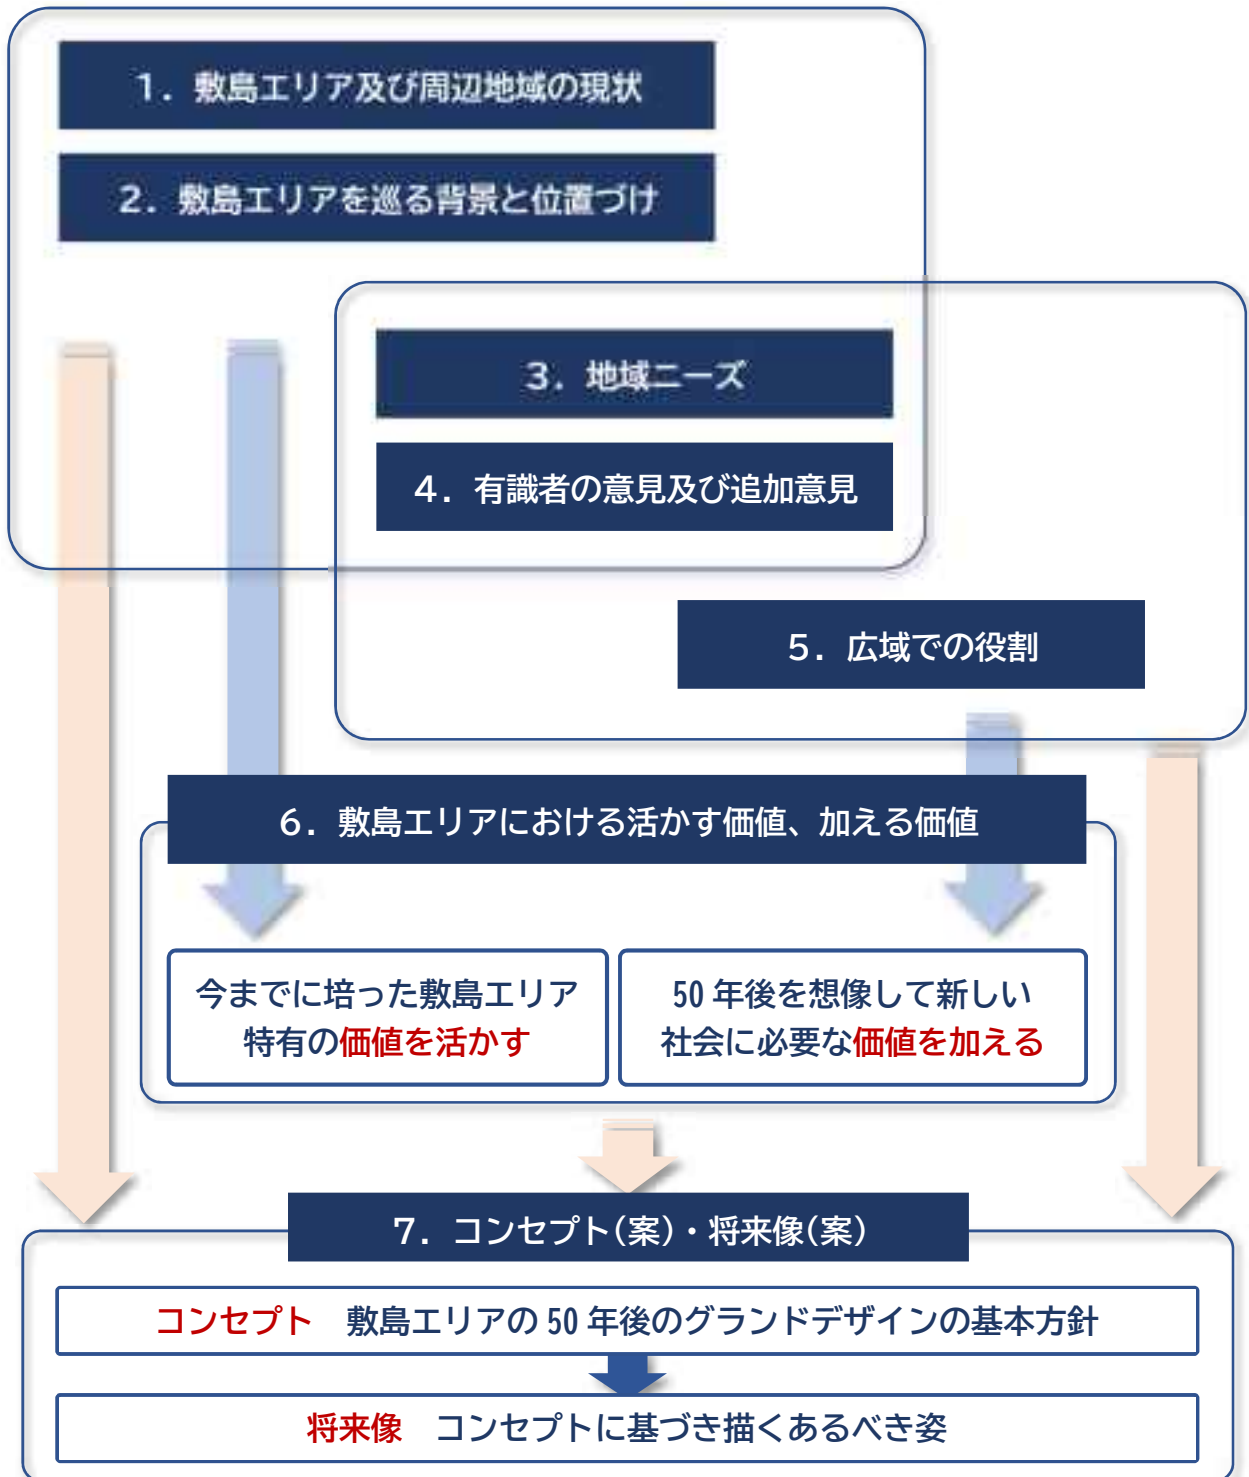 1．敷島エリア及び周辺地域の現状
2．敷島エリアを巡る背景と位置づけ
3．地域ニーズ
4．有識者の意見及び追加意見
5．広域での役割
6．敷島エリアにおける活かす価値、加える価値
今までに培った敷島エリア
特有の価値を活かす
50年後を想像して新しい
社会に必要な価値を加える
7．コンセプト(案)・将来像(案)
コンセプト　敷島エリアの50年後のグランドデザインの基本方針
将来像　コンセプトに基づき描くあるべき姿